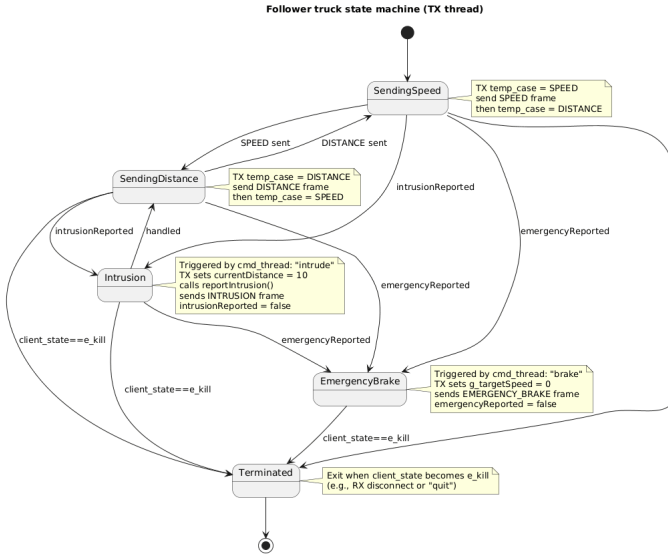 Follower truck state machine (TX thread)
SendingSpeed
TX temp_case = SPEED
send SPEED frame
then temp_case = DISTANCE
SPEED sent
DISTANCE sent
SendingDistance
TX temp_case = DISTANCE
send DISTANCE frame
then temp_case = SPEED
intrusionReported
intrusionReported
handled
emergencyReported
Intrusion
Triggered by cmd_thread: "intrude"
TX sets currentDistance = 10
calls reportIntrusion()
sends INTRUSION frame
intrusionReported = false
emergencyReported
client_state==e_kill
emergencyReported
EmergencyBrake
Triggered by cmd_thread: "brake"
TX sets g_targetSpeed = 0
sends EMERGENCY_BRAKE frame
emergencyReported = false
client_state==e_kill
client_state==e_kill
Terminated
Exit when client_state becomes e_kill
(e.g., RX disconnect or "quit")